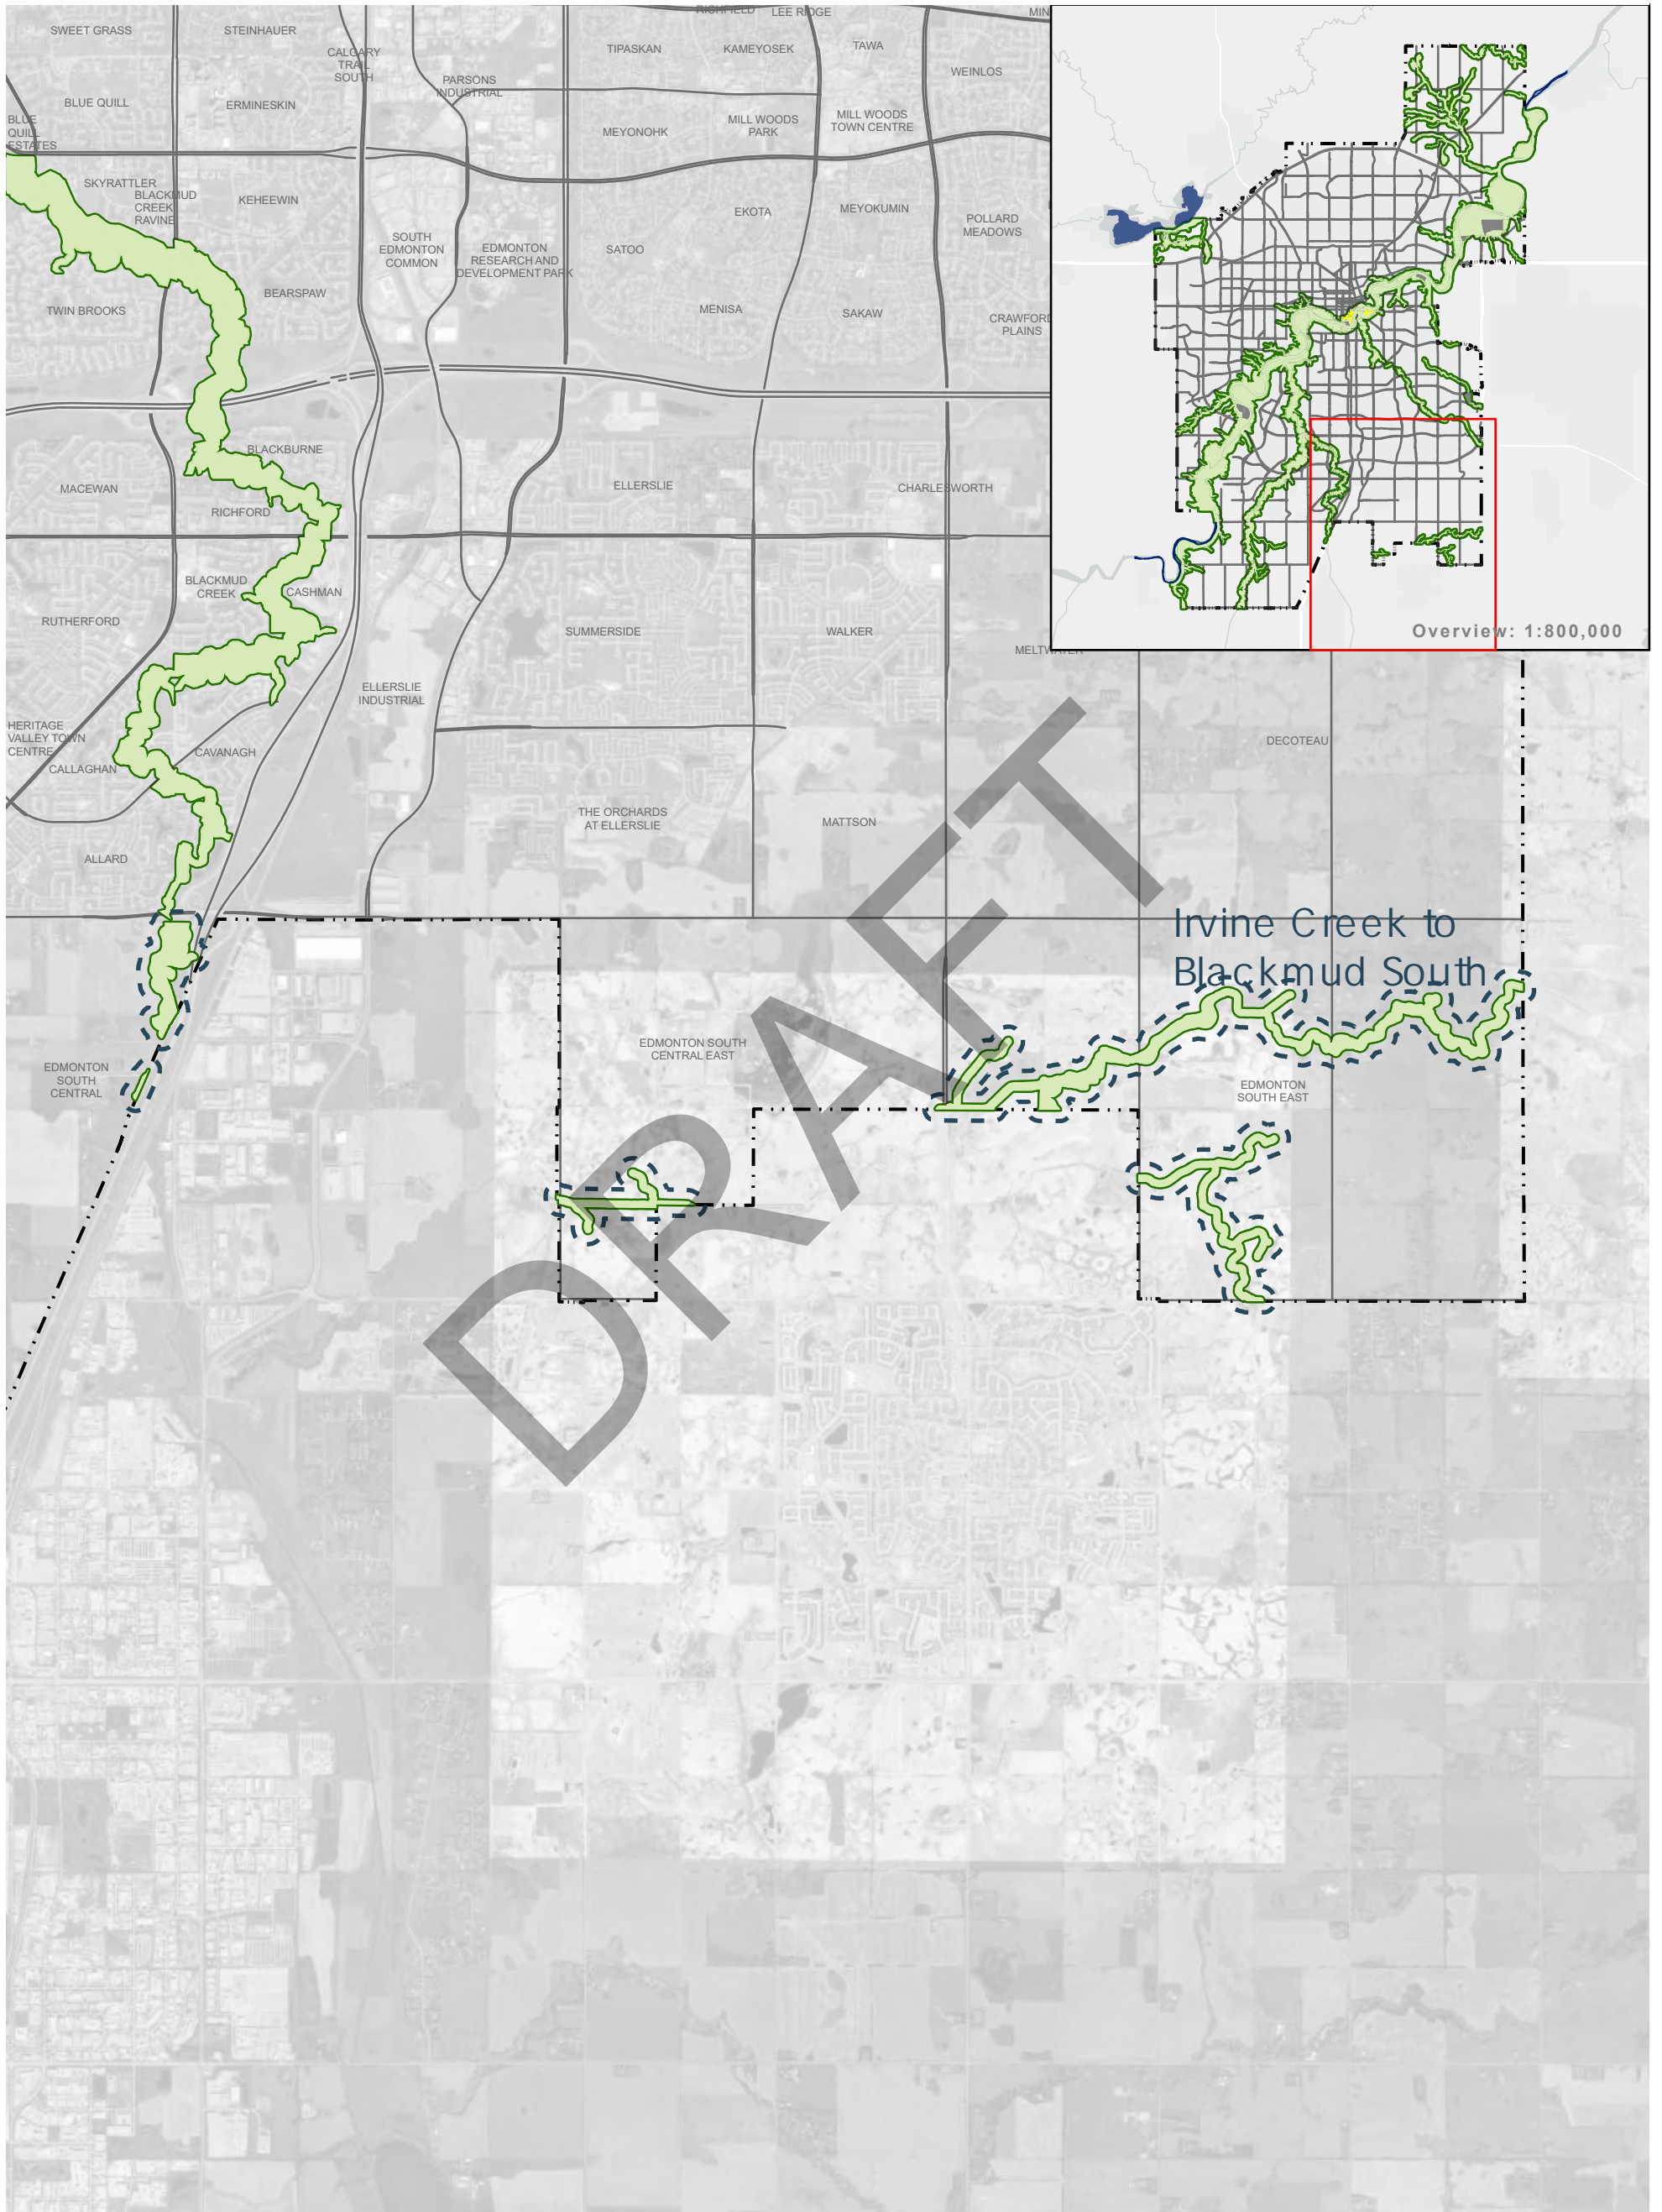 RICHFIELD
LEE RIDGE
MIN
SWEET GRASS
STEINHAUER
CALGARY
TRAIL
SOUTH
TIPASKAN
KAMEYOSEK
TAWA
WEINLOS
PARSONS
INDUSTRIAL
BLUE QUILL
ERMINESKIN
BLUE
QUILL
ESTATES
MEYONOHK
MILL WOODS
PARK
MILL WOODS
TOWN CENTRE
SKYRATTLER
BLACKMUD
CREEK
RAVINE
KEHEEWIN
EKOTA
MEYOKUMIN
POLLARD
MEADOWS
SOUTH
EDMONTON
COMMON
EDMONTON
RESEARCH AND
DEVELOPMENT PARK
SATOO
BEARSPAW
TWIN BROOKS
MENISA
SAKAW
CRAWFORD
PLAINS
BLACKBURNE
MACEWAN
ELLERSLIE
CHARLESWORTH
RICHFORD
BLACKMUD
CREEK
CASHMAN
RUTHERFORD
SUMMERSIDE
WALKER
Overview: 1:800,000
MELTWATER
ELLERSLIE
INDUSTRIAL
HERITAGE
VALLEY TOWN
CENTRE
CAVANAGH
CALLAGHAN
DECOTEAU
THE ORCHARDS
AT ELLERSLIE
MATTSON
ALLARD
Irvine Creek to
Blackmud South
EDMONTON SOUTH
CENTRAL EAST
EDMONTON
SOUTH
CENTRAL
EDMONTON
SOUTH EAST
DRAFT